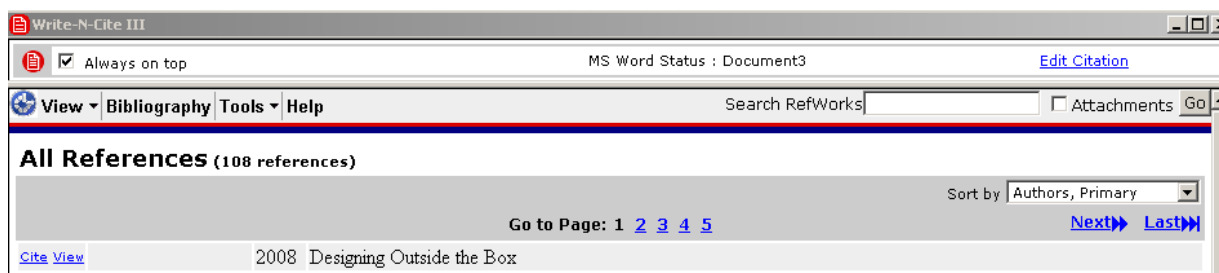 Write-N-Cite III
Always on top MS Word Status : Document3 Edit Citation
View Bibliography Tools Help Search RefWorks Attachments Go
All References (108 references)
Sort by Authors, Primary
Go to Page: 1 2 3 4 5 Next Last
Cite View 2008 Designing Outside the Box